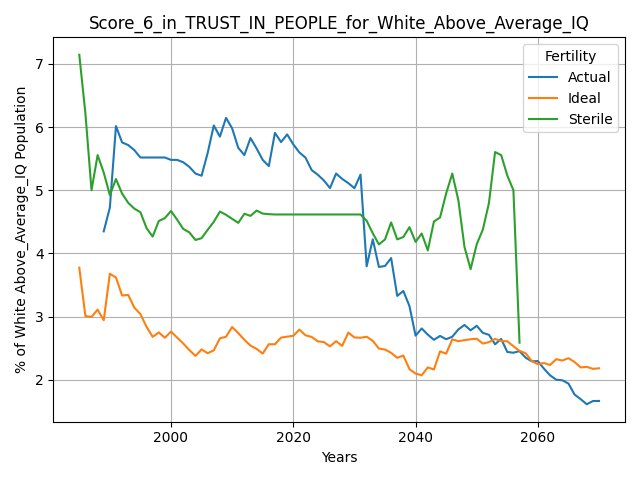 Score_6_in_TRUST_IN_PEOPLE_for_White_Above_Average_IQ
% of White Above_Average_IQ Population
7
6
5
4
3
2
Fertility
Actual
Ideal
Sterile
2000
2020
2040
2060
Years